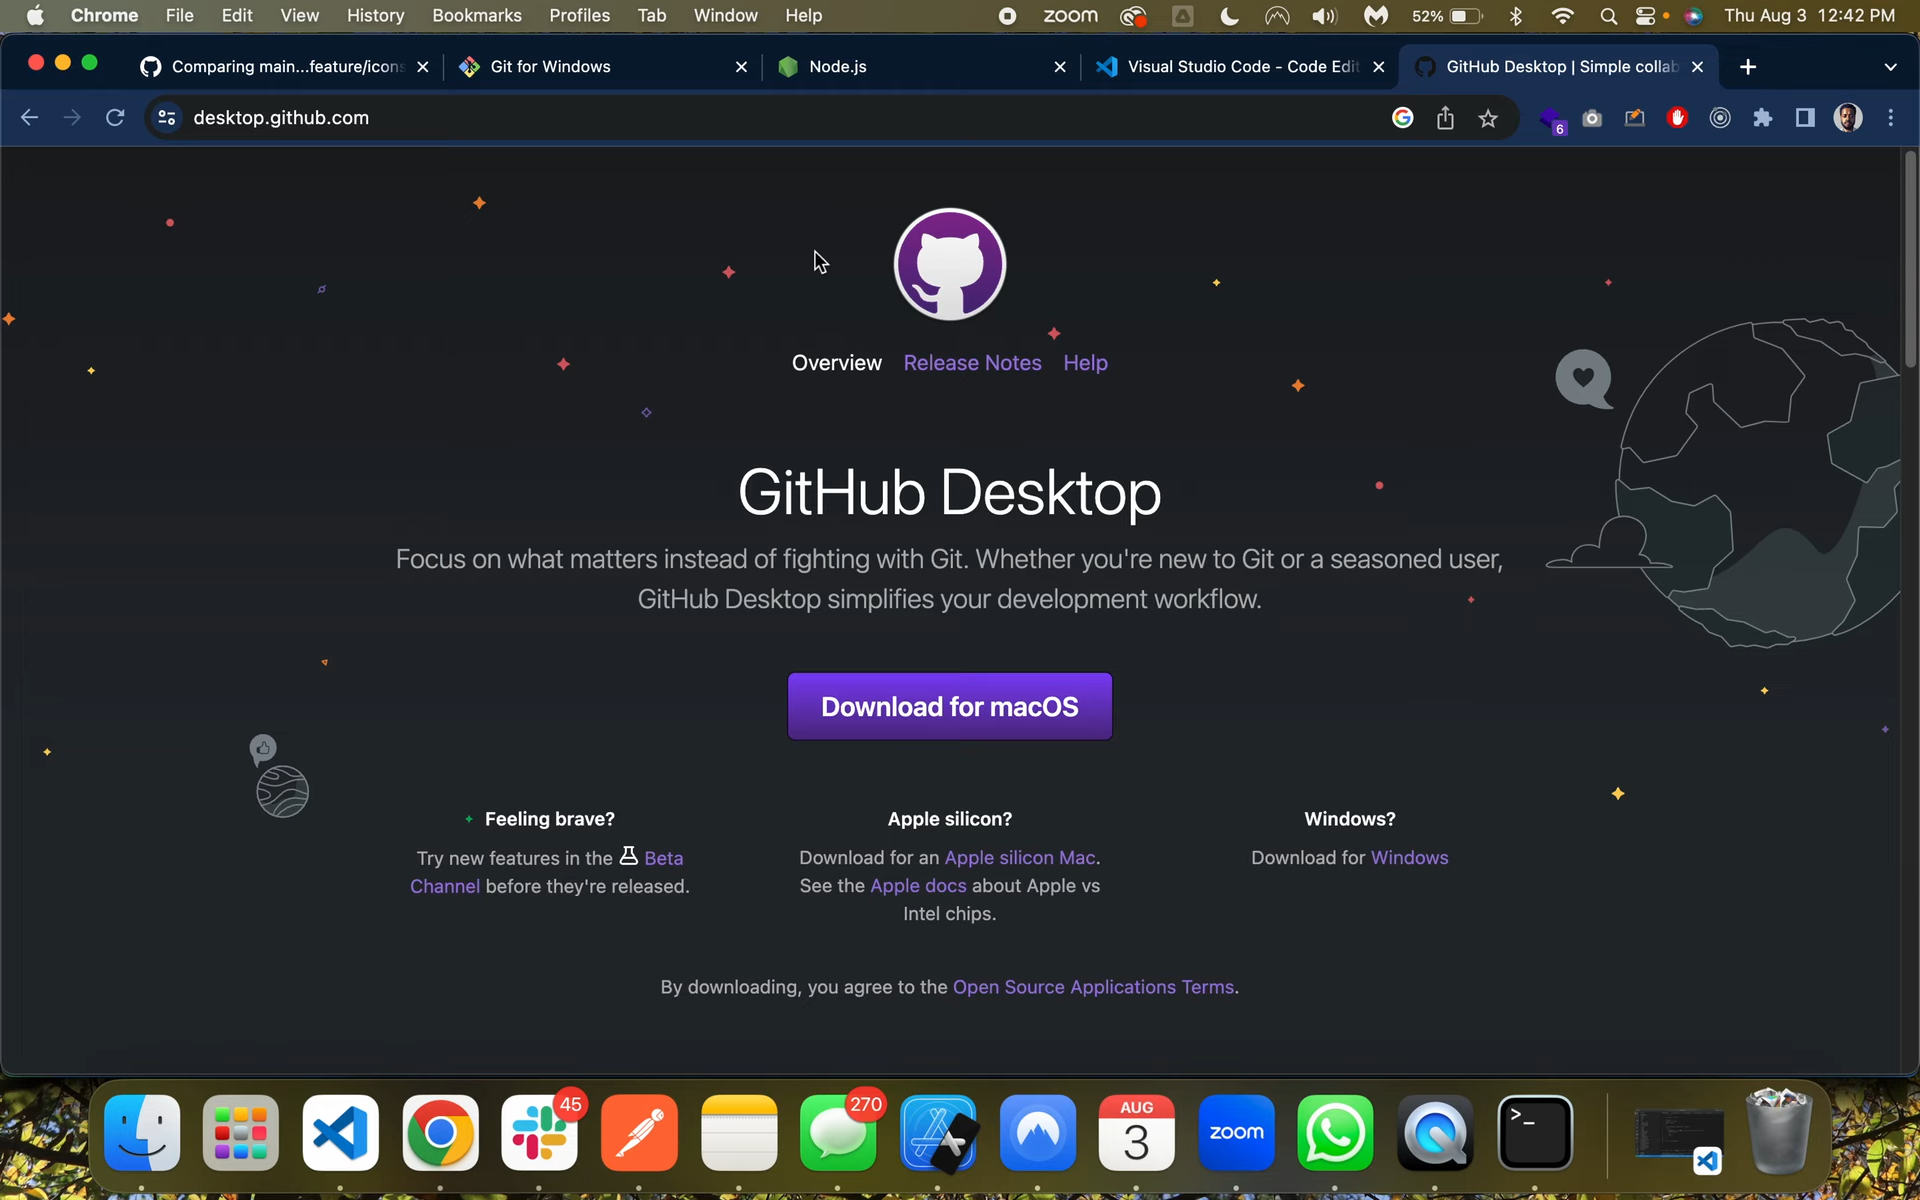 Chrome File Edit View History Bookmarks Profiles Tab Window Help zoom 52% Thu Aug 3 12:42 PM
Comparing main...feature/icons Git for Windows Node.js Visual Studio Code - Code Edit GitHub Desktop | Simple collab
desktop.github.com 6
Overview Release Notes Help
GitHub Desktop
Focus on what matters instead of fighting with Git. Whether you're new to Git or a seasoned user,
GitHub Desktop simplifies your development workflow.
Download for macOS
Feeling brave?
Try new features in the Beta
Channel before they're released.
Apple silicon?
Download for an Apple silicon Mac.
See the Apple docs about Apple vs
Intel chips.
Windows?
Download for Windows
By downloading, you agree to the Open Source Applications Terms.
45 270 AUG
3 zoom >_